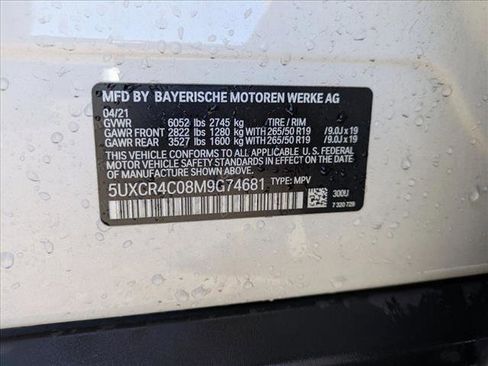 MFD BY BAYERISCHE MOTOREN WERKE AG
04/21
GVWR 6052 lbs 2745 kg TIRE / RIM
GAWR FRONT 2822 lbs 1280 kg WITH 265/50 R19 / 9.0J x 19
GAWR REAR 3527 lbs 1600 kg WITH 265/50 R19 / 9.0J x 19
THIS VEHICLE CONFORMS TO ALL APPLICABLE FEDERAL
MOTOR VEHICLE SAFETY STANDARDS IN EFFECT ON THE
DATE OF MANUFACTURE SHOWN ABOVE.
5UXCR4C08M9G74681 TYPE: MPV
300U
7 320 729